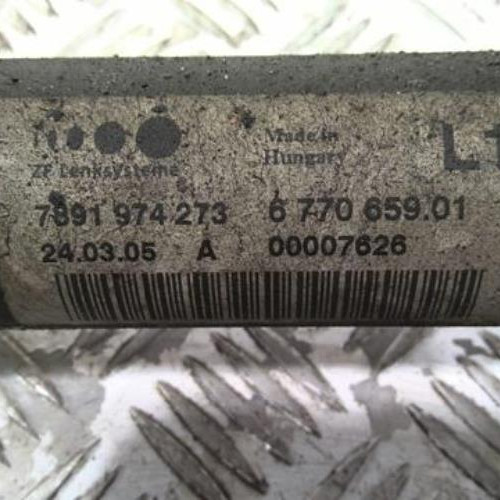 Made in
Hungary
ZF Lenksysteme
7891 974 273 6 770 659.01
24.03.05 A 00007626